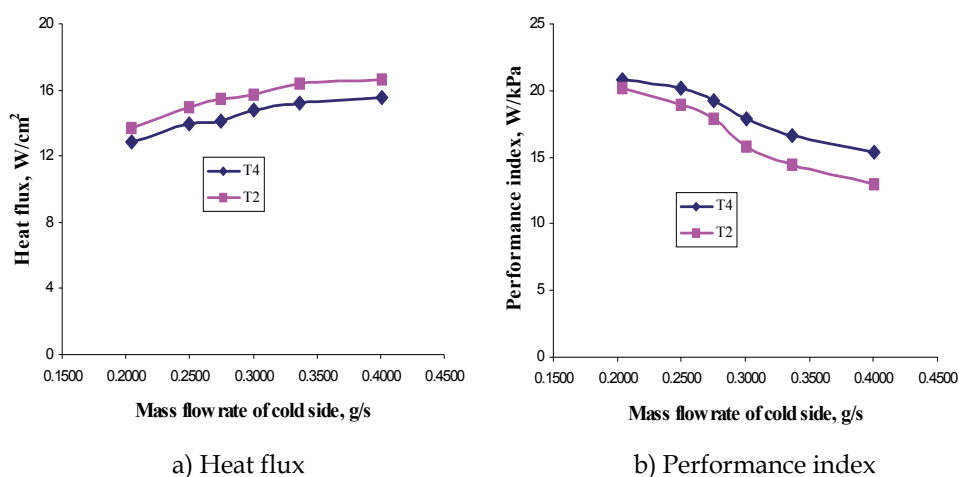 20
16
12
8
4
0
Heat flux, W/cm²
T4
T2
0.1500 0.2000 0.2500 0.3000 0.3500 0.4000 0.4500
Mass flow rate of cold side, g/s
a) Heat flux
25
20
15
10
5
0
Performance index, W/kPa
T4
T2
0.1500 0.2000 0.2500 0.3000 0.3500 0.4000 0.4500
Mass flow rate of cold side, g/s
b) Performance index